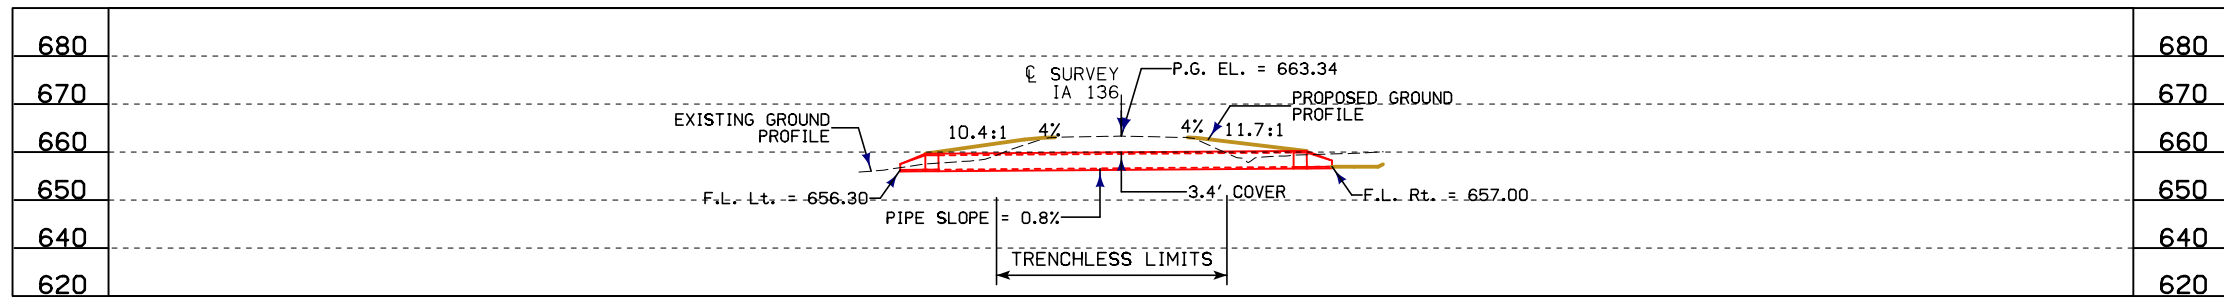 680
680
℄ SURVEY
IA 136
P.G. EL. = 663.34
670
670
PROPOSED GROUND
PROFILE
EXISTING GROUND
PROFILE
10.4:1
4%
4%
11.7:1
660
660
F.L. Lt. = 656.30
3.4' COVER
F.L. Rt. = 657.00
650
650
PIPE SLOPE = 0.8%
640
640
TRENCHLESS LIMITS
620
620